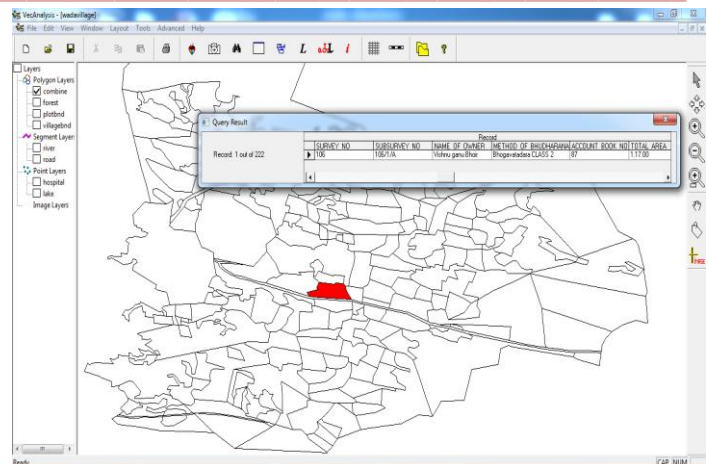 VecAnalysis - [wadavillage]
File Edit View Window Layout Tools Advanced Help
Layers
Polygon Layers
combine
forest
plotbnd
villagebnd
Segment Layer
river
road
Point Layers
hospital
lake
Image Layers
Query Result
Record
Record: 1 out of 222
SURVEY NO SUBSURVEY NO NAME OF OWNER METHOD OF BHUDHARANA ACCOUNT BOOK NO TOTAL AREA
106 106/1/A Vishnu ganu Bhoir Bhogavatadara CLASS 2 87 1.17.00
Ready
CAP NUM